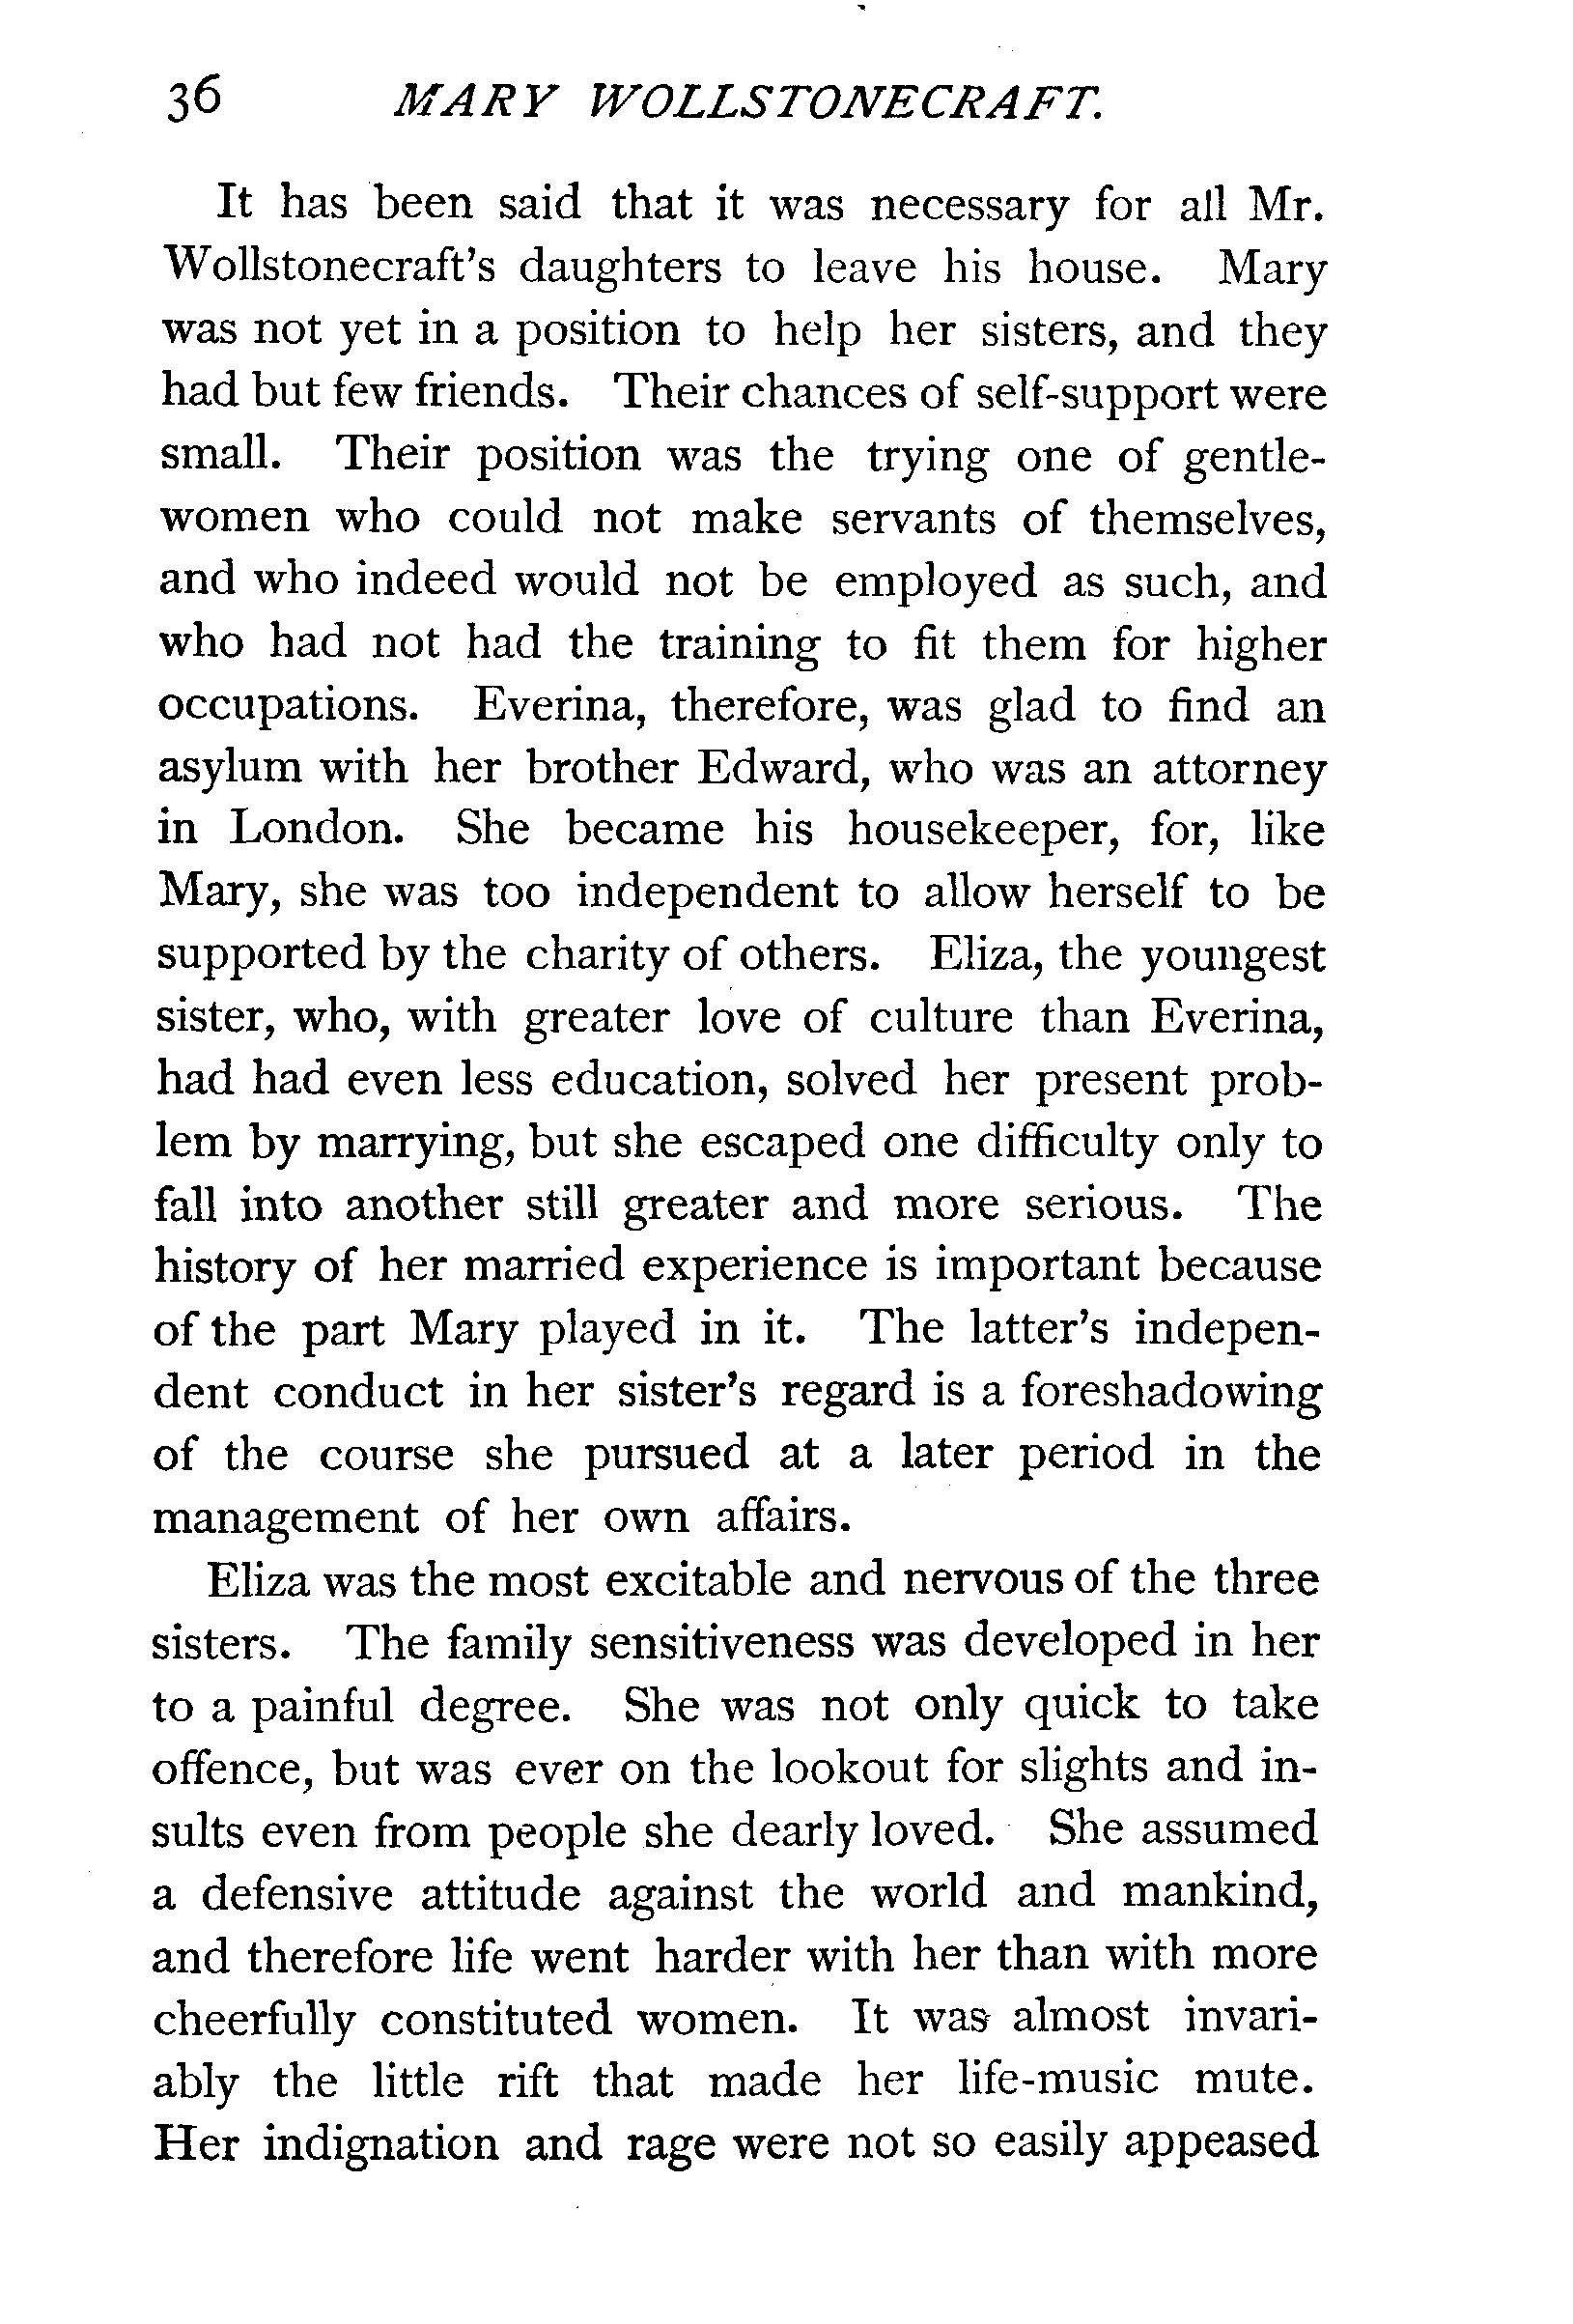 36 MARY WOLLSTONECRAFT.
It has been said that it was necessary for all Mr.
Wollstonecraft's daughters to leave his house. Mary
was not yet in a position to help her sisters, and they
had but few friends. Their chances of self-support were
small. Their position was the trying one of gentle-
women who could not make servants of themselves,
and who indeed would not be employed as such, and
who had not had the training to fit them for higher
occupations. Everina, therefore, was glad to find an
asylum with her brother Edward, who was an attorney
in London. She became his housekeeper, for, like
Mary, she was too independent to allow herself to be
supported by the charity of others. Eliza, the youngest
sister, who, with greater love of culture than Everina,
had had even less education, solved her present prob-
lem by marrying, but she escaped one difficulty only to
fall into another still greater and more serious. The
history of her married experience is important because
of the part Mary played in it. The latter's indepen-
dent conduct in her sister's regard is a foreshadowing
of the course she pursued at a later period in the
management of her own affairs.
Eliza was the most excitable and nervous of the three
sisters. The family sensitiveness was developed in her
to a painful degree. She was not only quick to take
offence, but was ever on the lookout for slights and in-
sults even from people she dearly loved. She assumed
a defensive attitude against the world and mankind,
and therefore life went harder with her than with more
cheerfully constituted women. It was almost invari-
ably the little rift that made her life-music mute.
Her indignation and rage were not so easily appeased